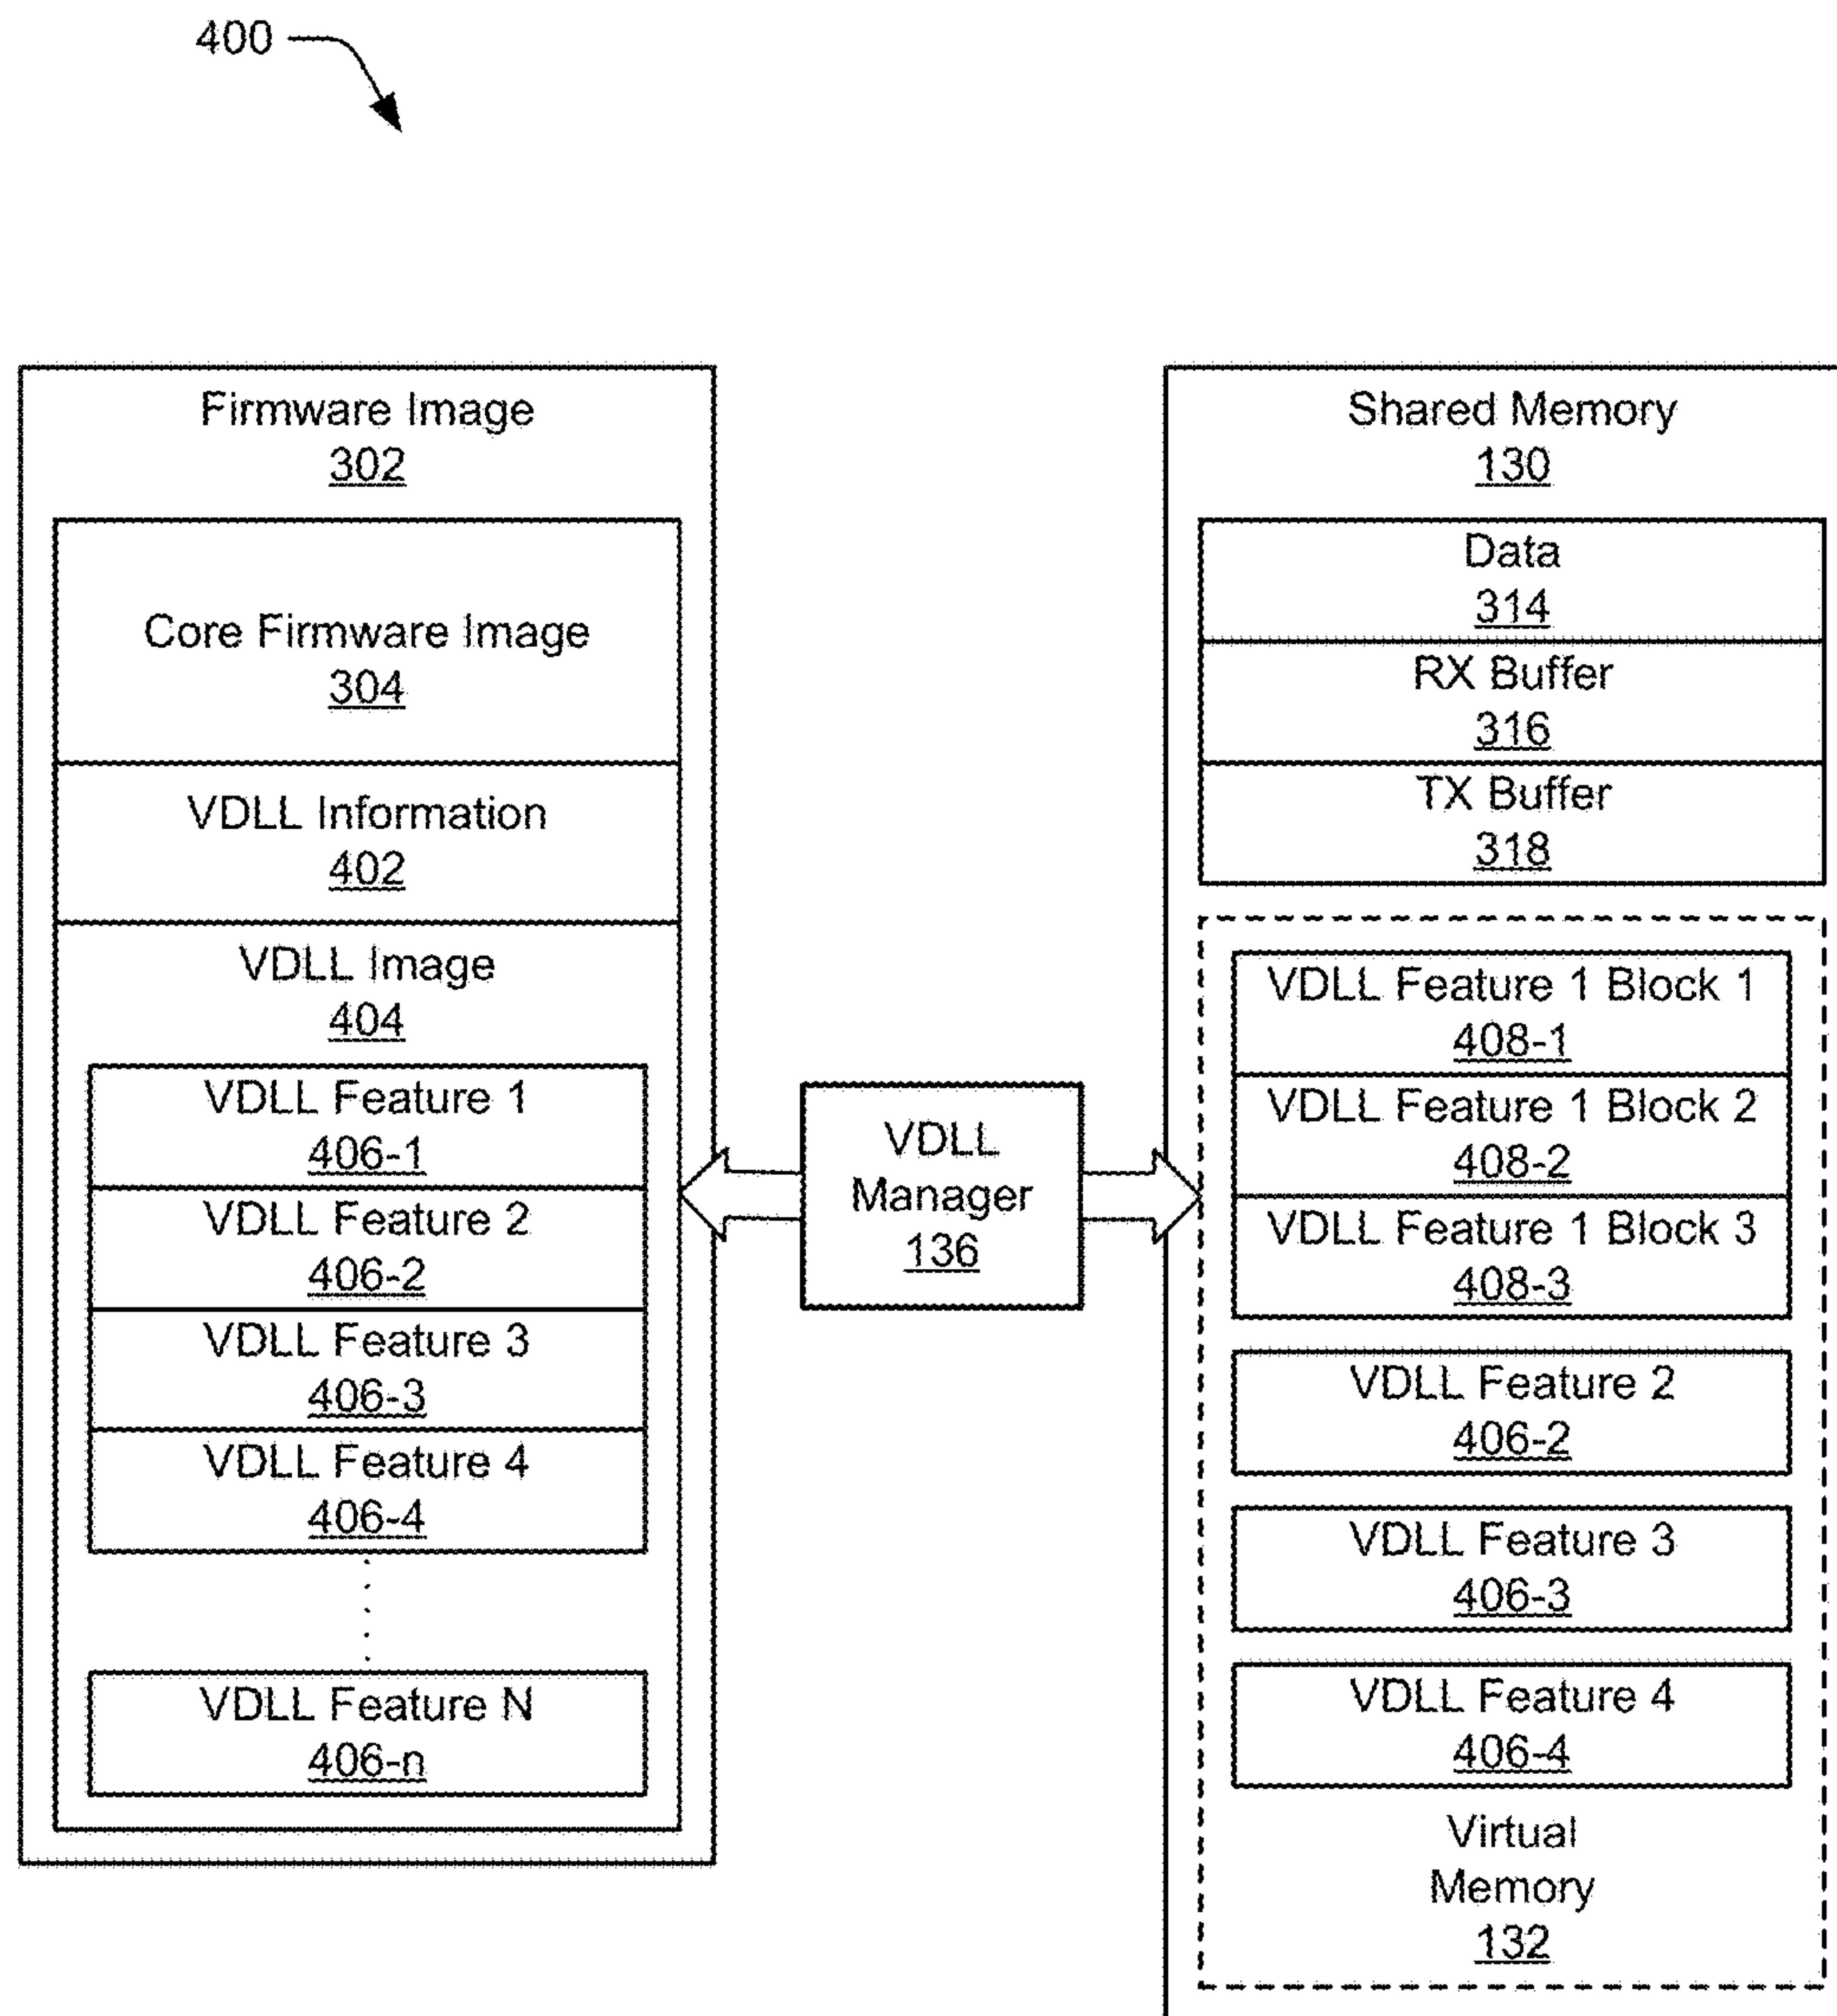 400
Firmware Image
302
Core Firmware Image
304
VDLL Information
402
VDLL Image
404
VDLL Feature 1
406-1
VDLL Feature 2
406-2
VDLL Feature 3
406-3
VDLL Feature 4
406-4
VDLL Feature N
406-n
VDLL
Manager
136
Shared Memory
130
Data
314
RX Buffer
316
TX Buffer
318
VDLL Feature 1 Block 1
408-1
VDLL Feature 1 Block 2
408-2
VDLL Feature 1 Block 3
408-3
VDLL Feature 2
406-2
VDLL Feature 3
406-3
VDLL Feature 4
406-4
Virtual
Memory
132